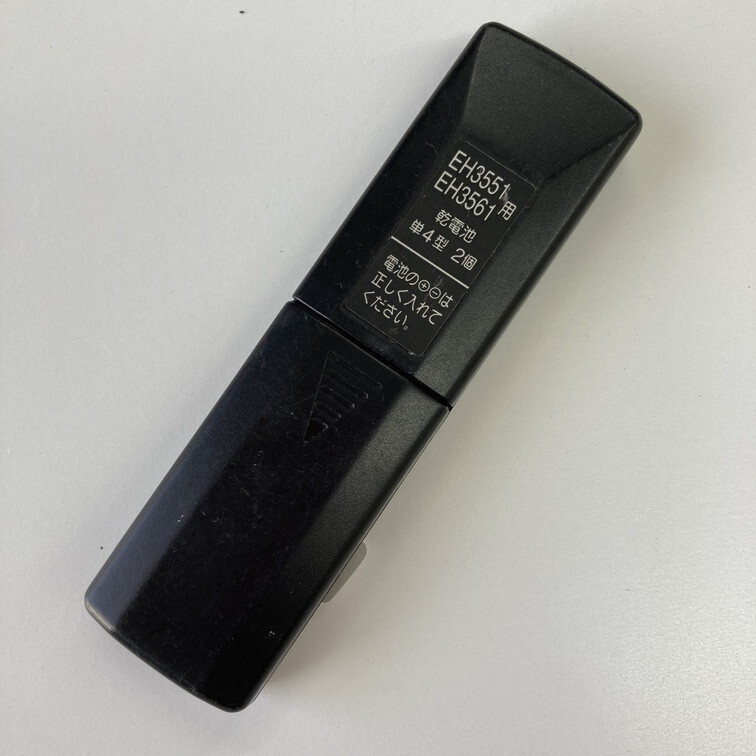 EH3551
EH3561用
乾電池
単4型 2個
電池の⊕⊖は
正しく入れて
ください。